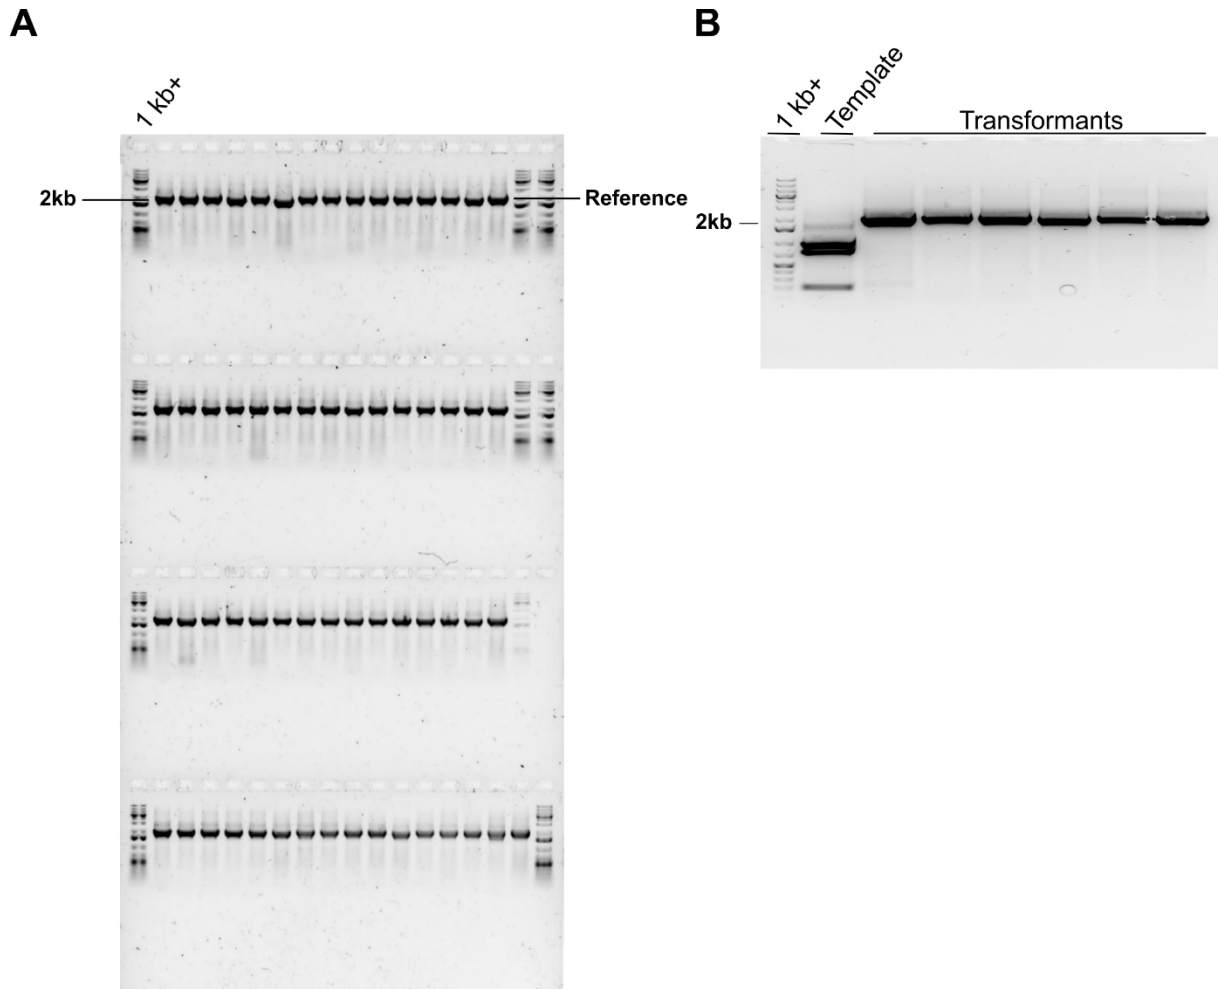 A
1 kb+
2kb
Reference
B
1 kb+
Template
Transformants
2kb